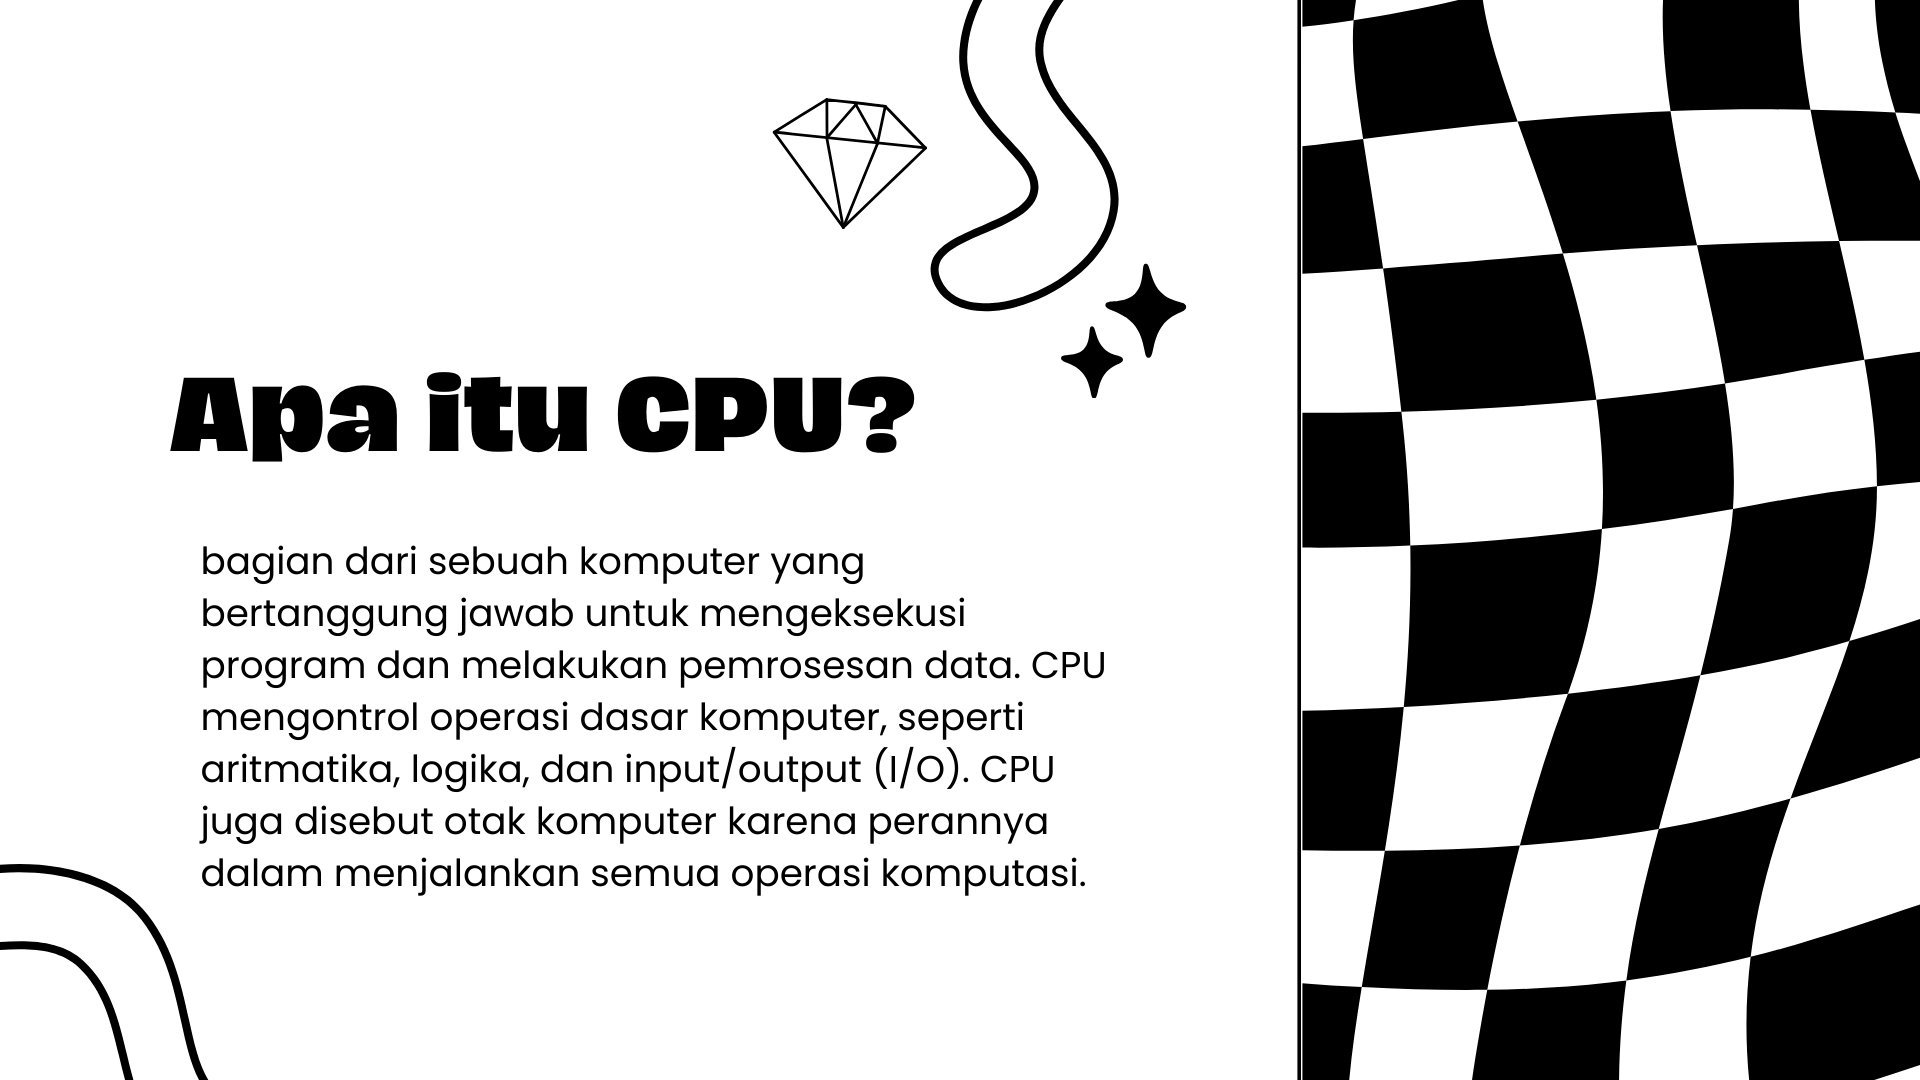 Apa itu CPU?
bagian dari sebuah komputer yang
bertanggung jawab untuk mengeksekusi
program dan melakukan pemrosesan data. CPU
mengontrol operasi dasar komputer, seperti
aritmatika, logika, dan input/output (I/O). CPU
juga disebut otak komputer karena perannya
dalam menjalankan semua operasi komputasi.